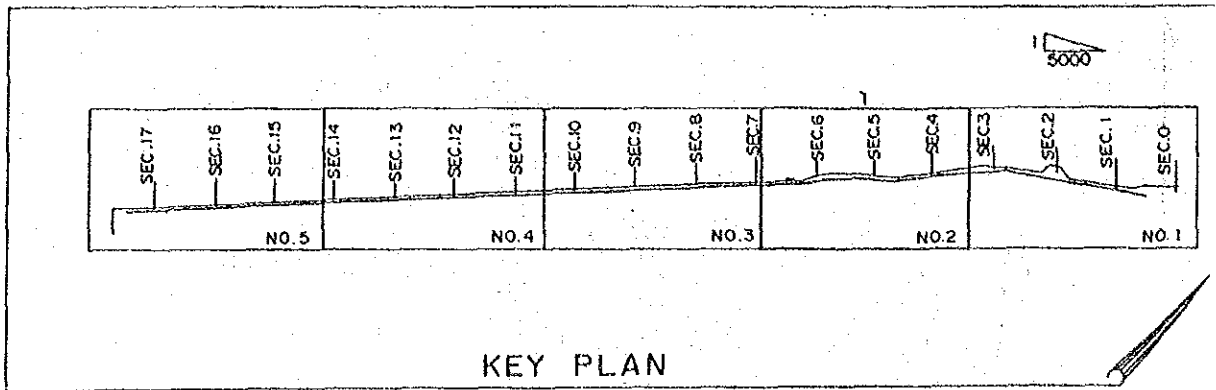 1
5000
SEC.17
SEC.16
SEC.15
SEC.14
SEC.13
SEC.12
SEC.11
SEC.10
SEC.9
SEC.8
SEC.7
SEC.6
SEC.5
SEC.4
SEC.3
SEC.2
SEC.1
SEC.0
NO.5
NO.4
NO.3
NO.2
NO.1
KEY PLAN